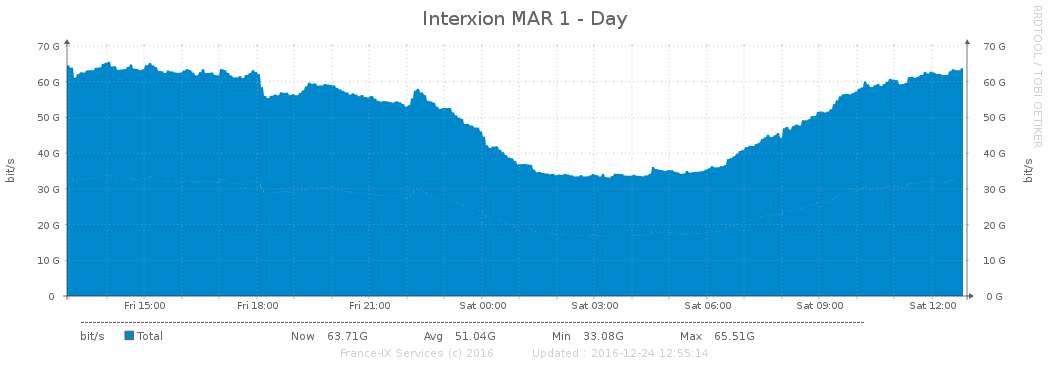 Interxion MAR 1 - Day
RRDTOOL / TOBI OETIKER
70 G 70 G
60 G 60 G
50 G 50 G
40 G 40 G
30 G 30 G
20 G 20 G
10 G 10 G
0 0 G
bit/s bit/s
Fri 15:00 Fri 18:00 Fri 21:00 Sat 00:00 Sat 03:00 Sat 06:00 Sat 09:00 Sat 12:00
bit/s Total Now 63.71G Avg 51.04G Min 33.08G Max 65.51G
France-IX Services (c) 2016 Updated : 2016-12-24 12:55:14